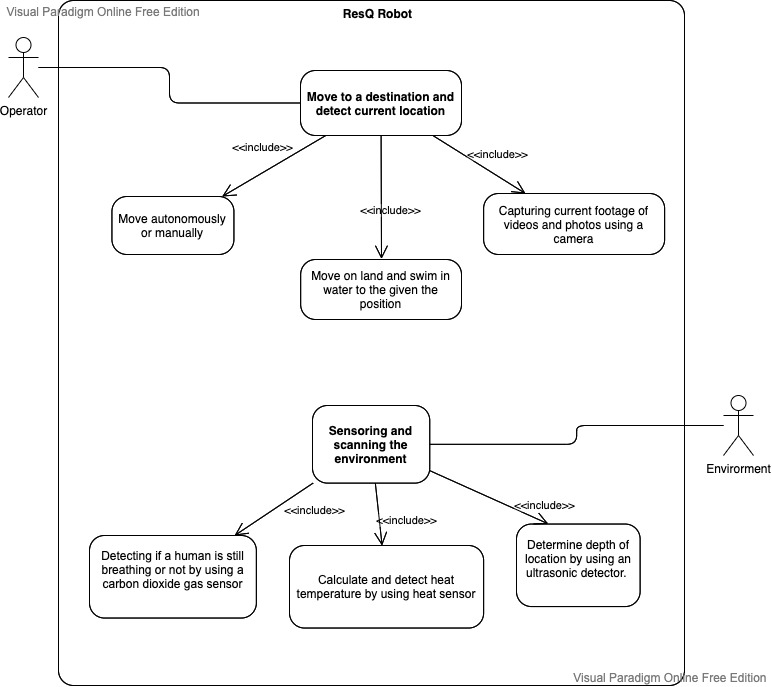 Visual Paradigm Online Free Edition
ResQ Robot
Operator
Move to a destination and
detect current location
<<include>>
<<include>>
<<include>>
Move autonomously
or manually
Capturing current footage of
videos and photos using a
camera
Move on land and swim in
water to the given the
position
Sensoring and
scanning the
environment
Envirorment
<<include>>
<<include>>
<<include>>
Detecting if a human is still
breathing or not by using a
carbon dioxide gas sensor
Calculate and detect heat
temperature by using heat sensor
Determine depth of
location by using an
ultrasonic detector.
Visual Paradigm Online Free Edition